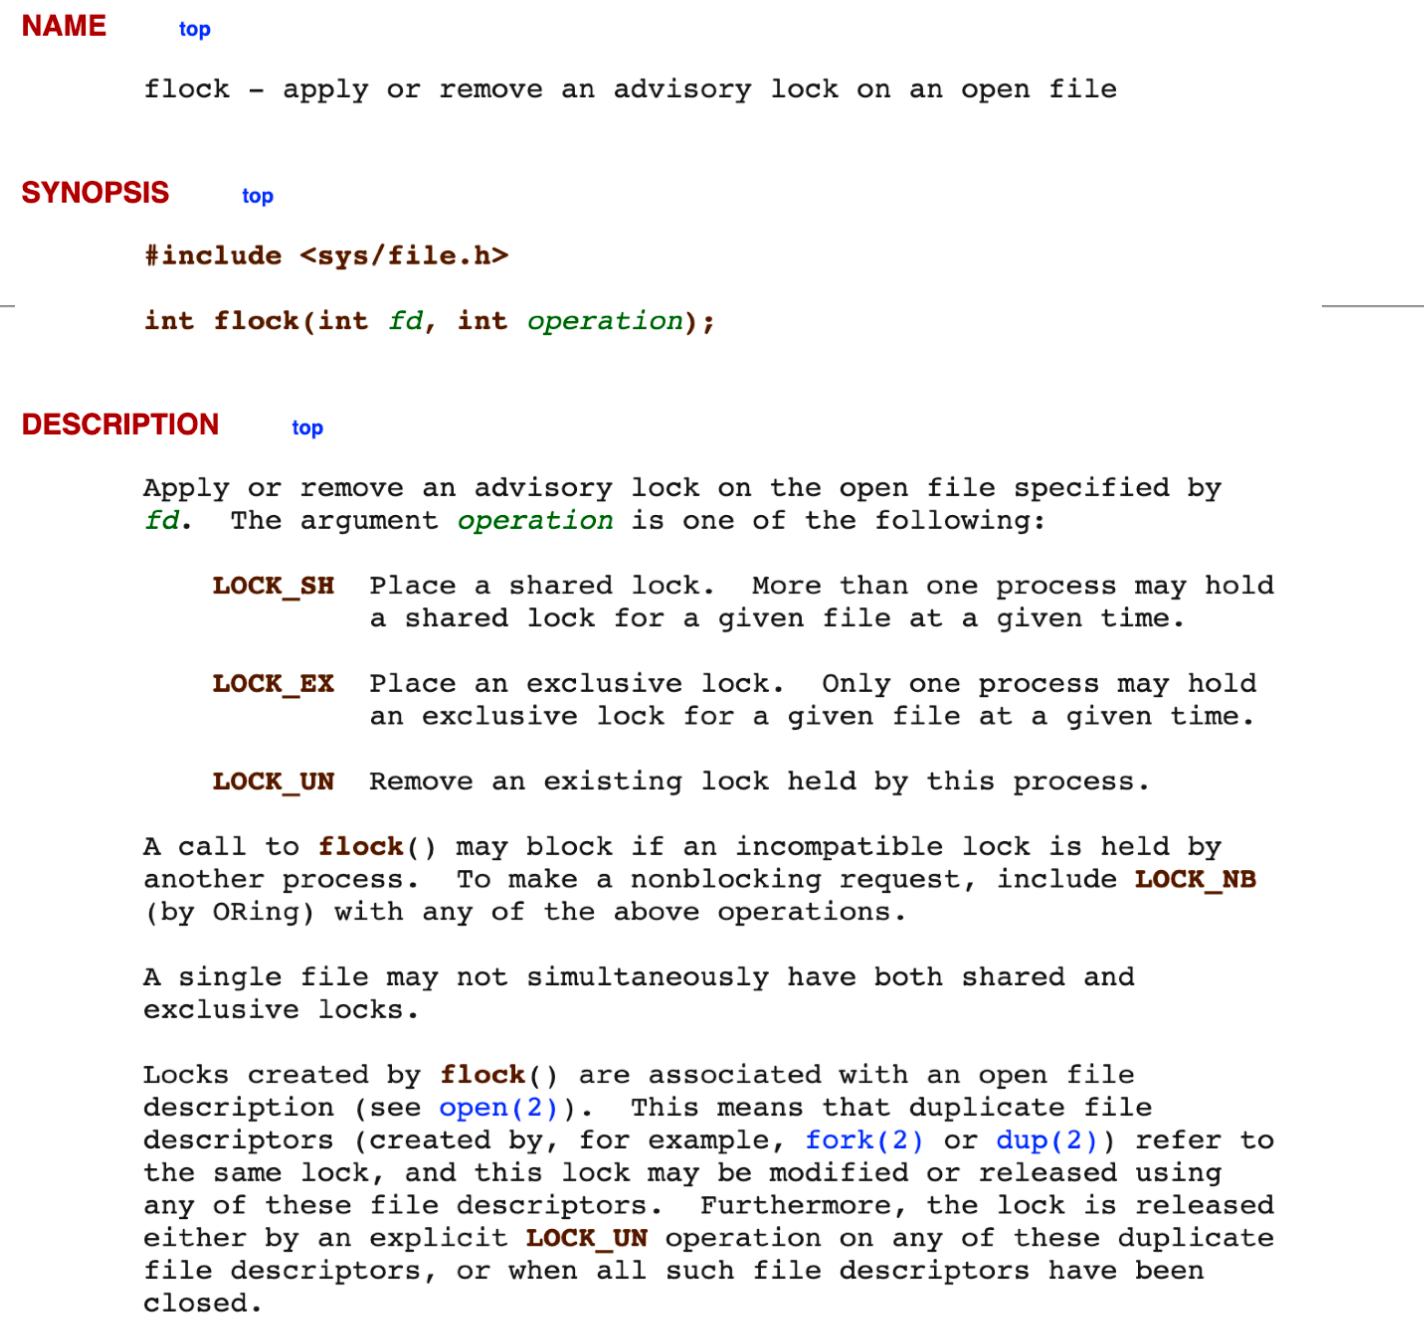 NAME top
flock – apply or remove an advisory lock on an open file
SYNOPSIS top
#include <sys/file.h>
int flock(int fd, int operation);
DESCRIPTION top
Apply or remove an advisory lock on the open file specified by
fd. The argument operation is one of the following:
LOCK_SH Place a shared lock. More than one process may hold
a shared lock for a given file at a given time.
LOCK_EX Place an exclusive lock. Only one process may hold
an exclusive lock for a given file at a given time.
LOCK_UN Remove an existing lock held by this process.
A call to flock() may block if an incompatible lock is held by
another process. To make a nonblocking request, include LOCK_NB
(by ORing) with any of the above operations.
A single file may not simultaneously have both shared and
exclusive locks.
Locks created by flock() are associated with an open file
description (see open(2)). This means that duplicate file
descriptors (created by, for example, fork(2) or dup(2)) refer to
the same lock, and this lock may be modified or released using
any of these file descriptors. Furthermore, the lock is released
either by an explicit LOCK_UN operation on any of these duplicate
file descriptors, or when all such file descriptors have been
closed.